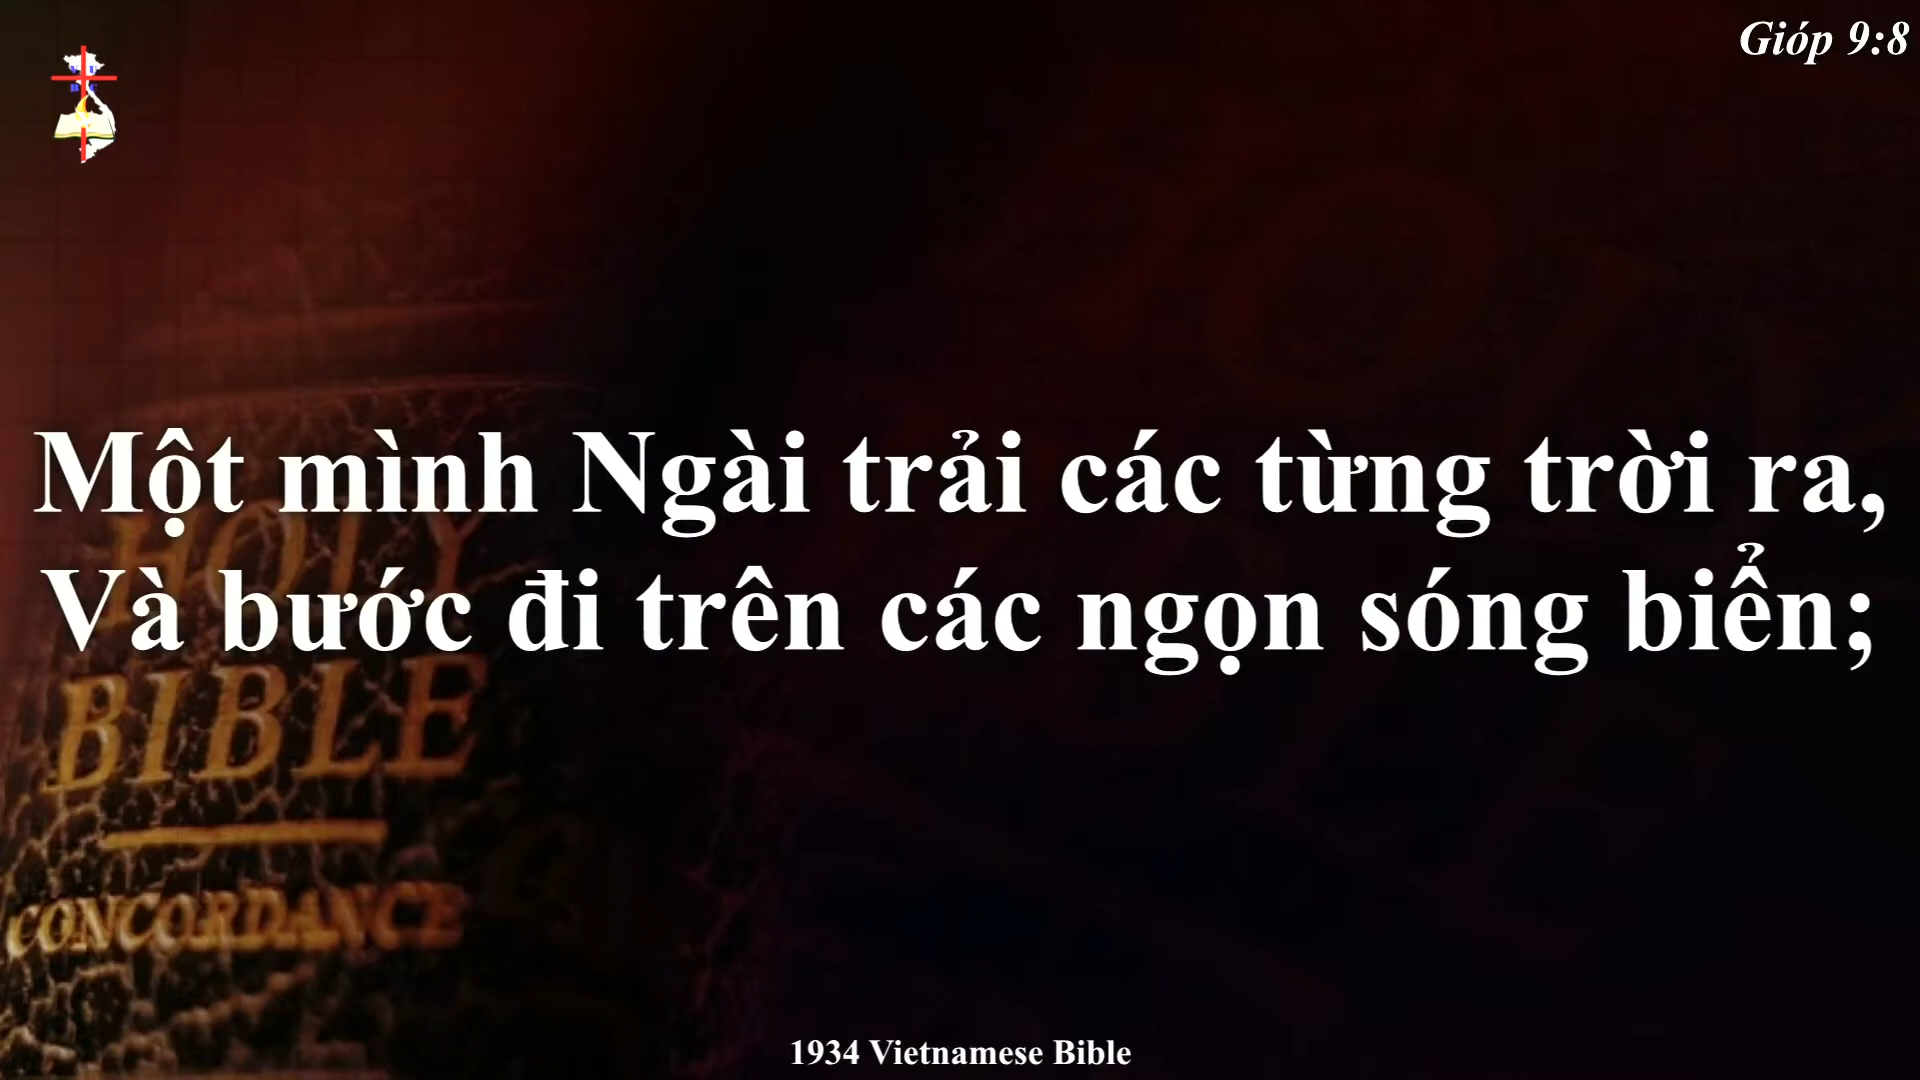 Gióp 9:8
Một mình Ngài trải các từng trời ra,
Và bước đi trên các ngọn sóng biển;
HOLY
BIBLE
CONCORDANCE
1934 Vietnamese Bible